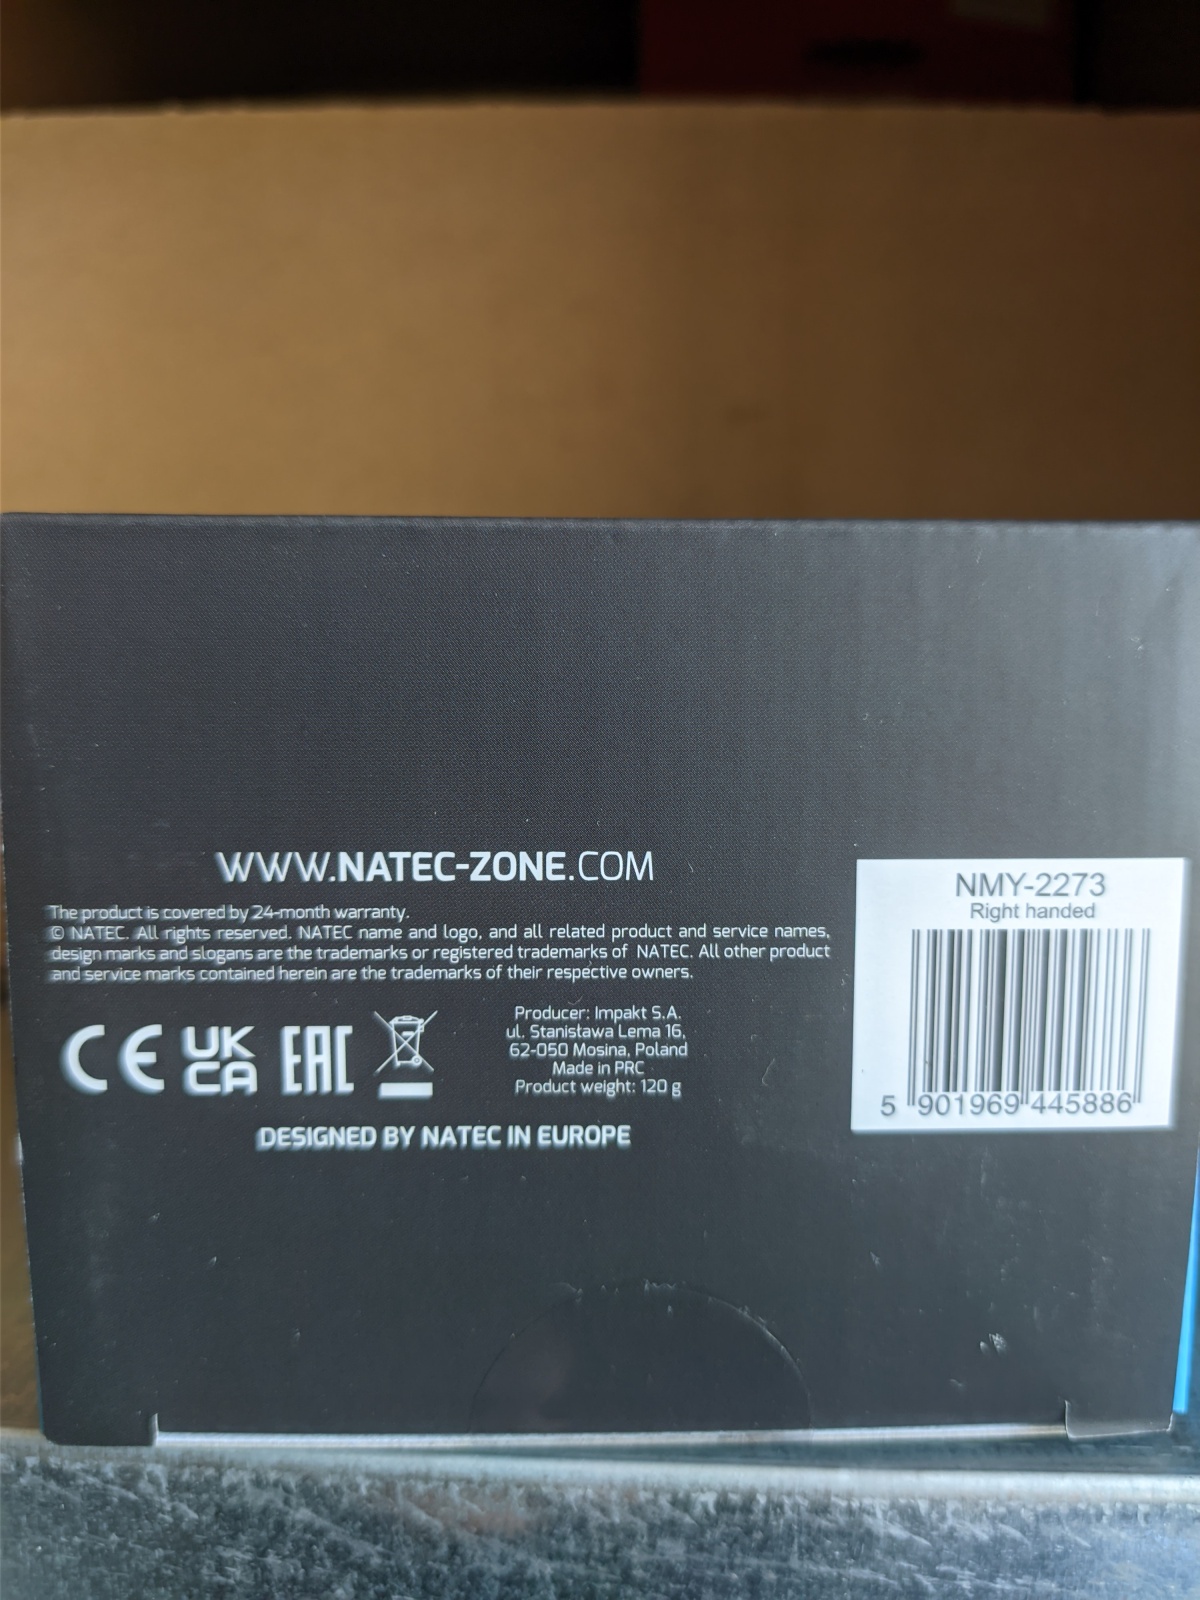 WWW.NATEC-ZONE.COM
The product is covered by 24-month warranty.
© NATEC. All rights reserved. NATEC name and logo, and all related product and service names,
design marks and slogans are the trademarks or registered trademarks of NATEC. All other product
and service marks contained herein are the trademarks of their respective owners.
CE UK
CA EAC
Producer: Impakt S.A.
ul. Stanisława Lema 16,
62-050 Mosina, Poland
Made in PRC
Product weight: 120 g
DESIGNED BY NATEC IN EUROPE
NMY-2273
Right handed
5 901969 445886